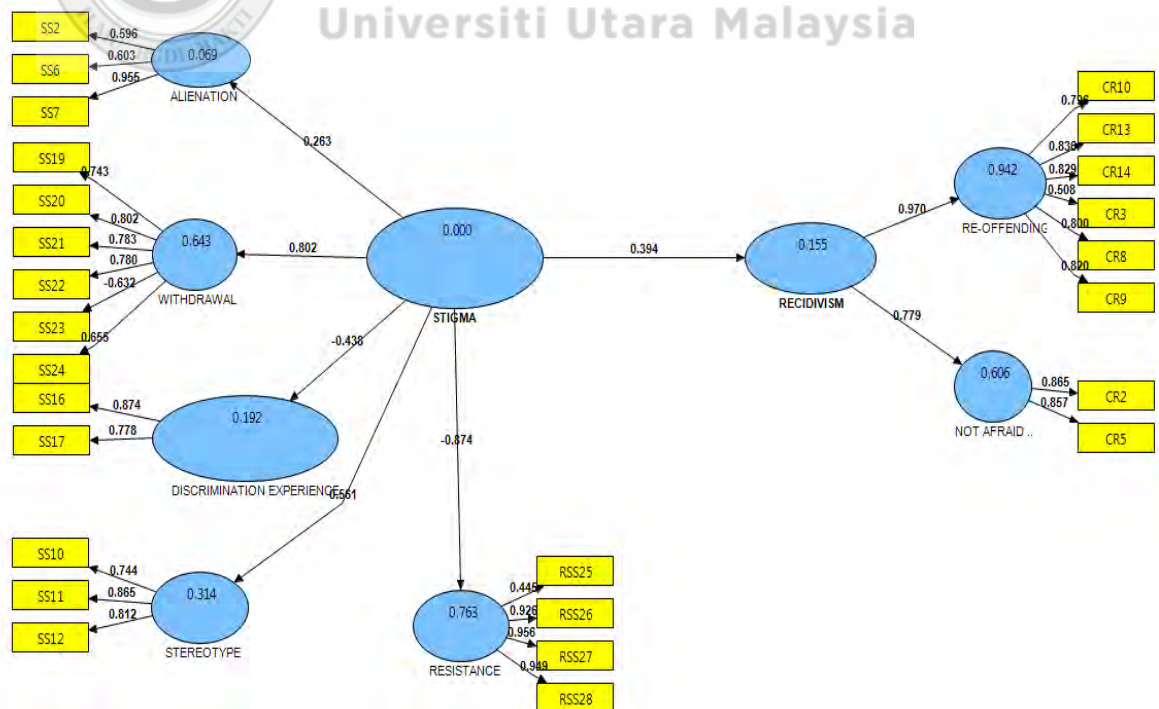 Universiti Utara Malaysia
SS2
0.596
SS6
0.603
SS7
0.955
0.069
ALIENATION
0.263
SS19
0.743
SS20
0.802
SS21
0.783
SS22
0.780
SS23
-0.632
SS24
0.643
WITHDRAWAL
0.802
0.000
STIGMA
0.394
0.155
RECIDIVISM
0.970
0.942
RE-OFFENDING
CR10
CR13
0.829
CR14
0.508
CR3
0.800
CR8
0.820
CR9
0.779
0.606
NOT AFRAID ..
0.865
CR2
0.857
CR5
-0.438
SS16
0.874
SS17
0.778
0.192
DISCRIMINATION EXPERIENCE
0.561
SS10
0.744
SS11
0.865
SS12
0.812
0.314
STEREOTYPE
-0.874
0.763
RESISTANCE
RSS25
0.926
RSS26
0.956
RSS27
0.949
RSS28